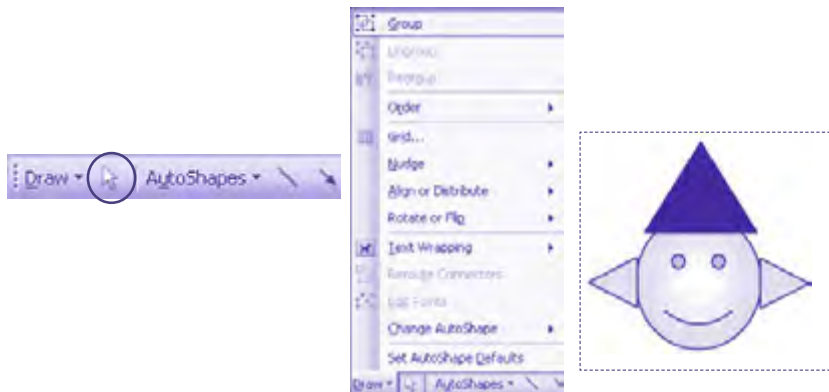 Draw AutoShapes
Group
Ungroup
Regroup
Order
Grid...
Nudge
Align or Distribute
Rotate or Flip
Text Wrapping
Reroute Connectors
Edit Points
Change AutoShape
Set AutoShape Defaults
Draw AutoShapes